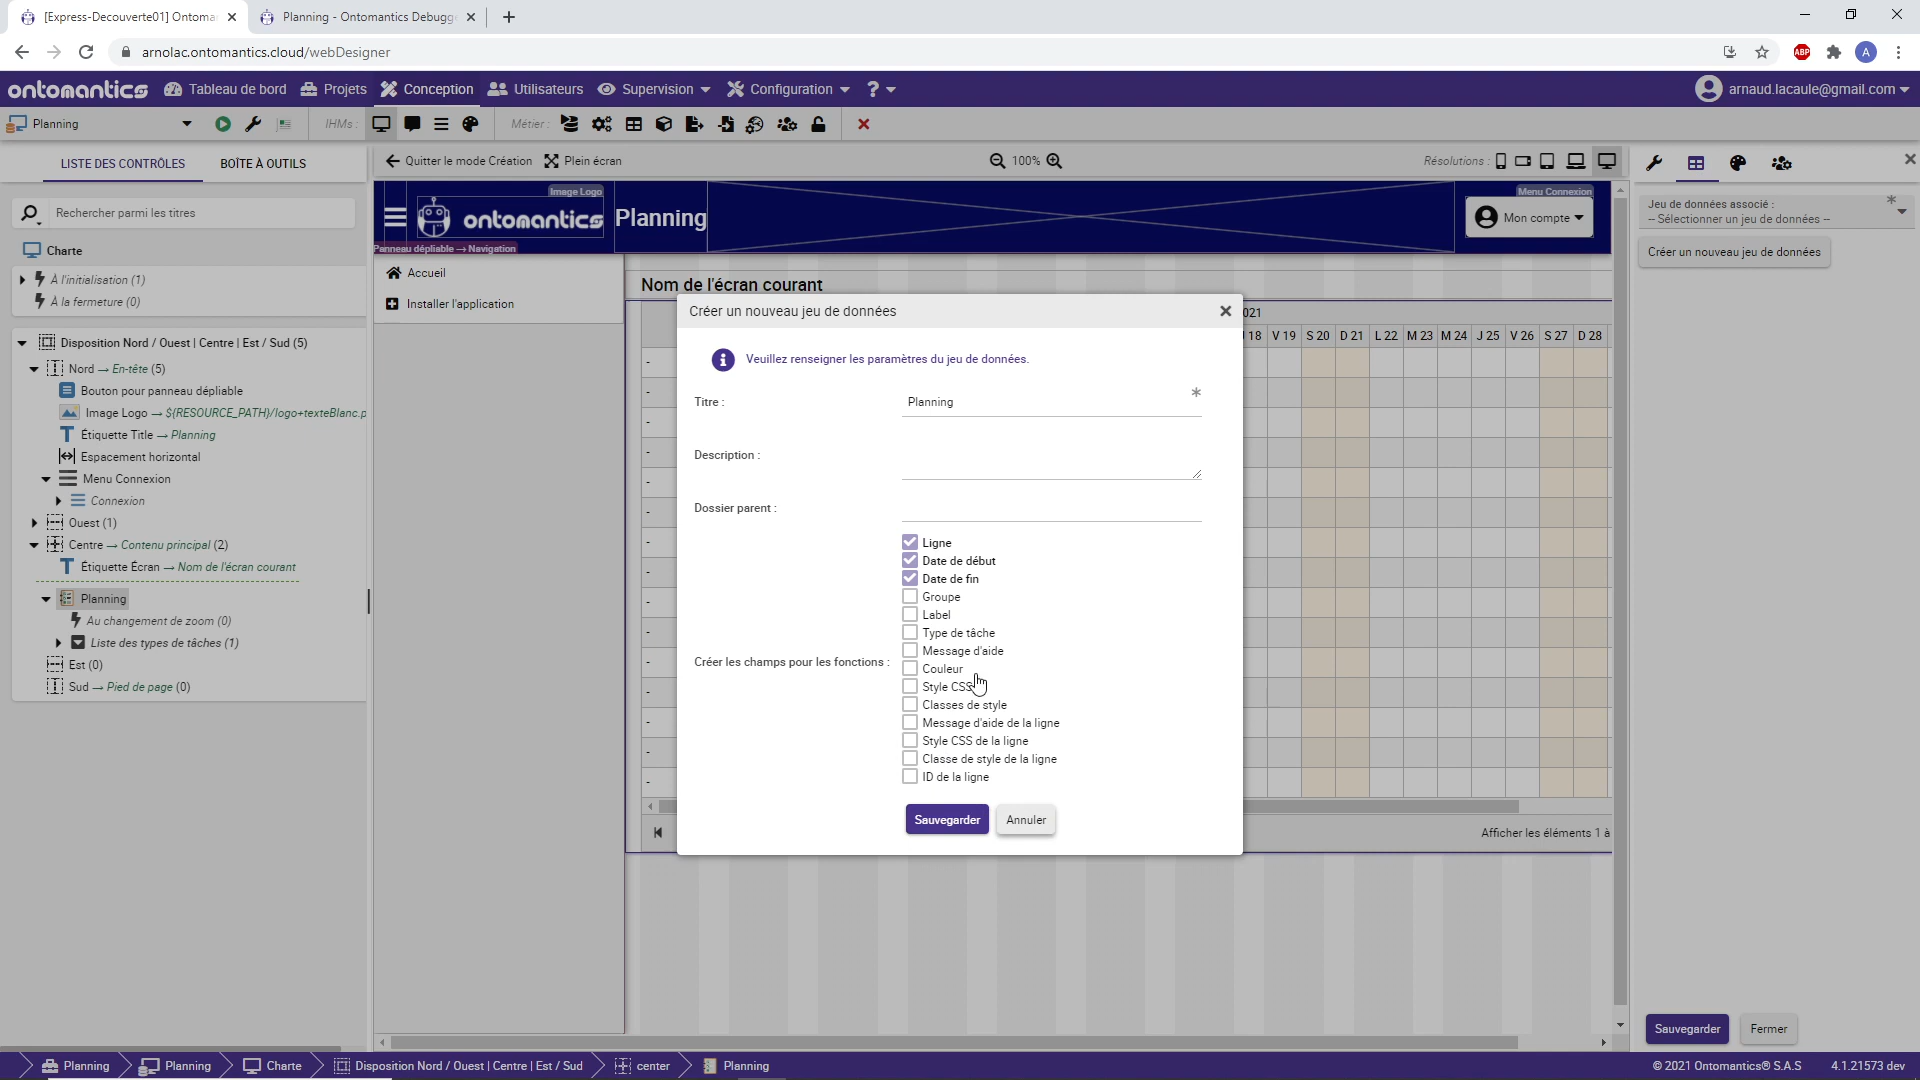 [Express-Decouverte01] Ontoma
Planning - Ontomantics Debugg
arnolac.ontomantics.cloud/webDesigner
ABP
A
ontomantics
Tableau de bord
Projets
Conception
Utilisateurs
Supervision
Configuration
?
arnaud.lacaule@gmail.com
Planning
IHMs :
Métier :
LISTE DES CONTRÔLES
BOÎTE À OUTILS
Quitter le mode Création
Plein écran
100%
Résolutions :
Rechercher parmi les titres
Charte
À l'initialisation (1)
À la fermeture (0)
Disposition Nord / Ouest | Centre | Est / Sud (5)
Nord → En-tête (5)
Bouton pour panneau dépliable
Image Logo → ${RESOURCE_PATH}/logo+texteBlanc.p
Étiquette Title → Planning
Espacement horizontal
Menu Connexion
Connexion
Ouest (1)
Centre → Contenu principal (2)
Étiquette Écran → Nom de l'écran courant
Planning
Au changement de zoom (0)
Liste des types de tâches (1)
Est (0)
Sud → Pied de page (0)
Image Logo
ontomantics
Planning
Menu Connexion
Mon compte
Panneau dépliable → Navigation
Accueil
Installer l'application
Nom de l'écran courant
021
18 V 19 S 20 D 21 L 22 M 23 M 24 J 25 V 26 S 27 D 28
Créer un nouveau jeu de données
Veuillez renseigner les paramètres du jeu de données.
Titre :
Planning
*
Description :
Dossier parent :
Créer les champs pour les fonctions :
Ligne
Date de début
Date de fin
Groupe
Label
Type de tâche
Message d'aide
Couleur
Style CSS
Classes de style
Message d'aide de la ligne
Style CSS de la ligne
Classe de style de la ligne
ID de la ligne
Sauvegarder
Annuler
Afficher les éléments 1 à
Jeu de données associé :
*
-- Sélectionner un jeu de données --
Créer un nouveau jeu de données
Sauvegarder
Fermer
Planning
Planning
Charte
Disposition Nord / Ouest | Centre | Est / Sud
center
Planning
© 2021 Ontomantics® S.A.S
4.1.21573 dev